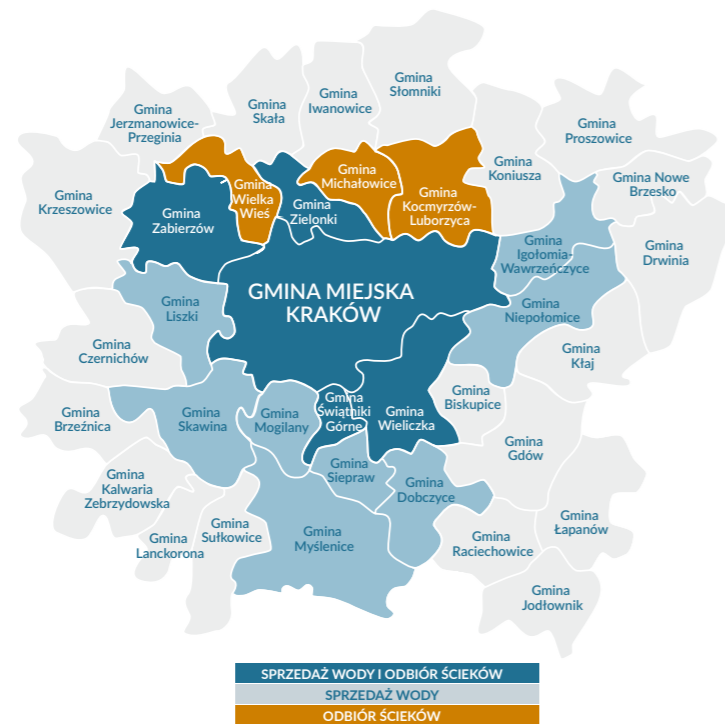 Gmina
Słomniki
Gmina
Iwanowice
Gmina
Skała
Gmina
Jerzmanowice-
Przeginia
Gmina
Proszowice
Gmina
Koniusza
Gmina Nowe
Brzesko
Gmina
Krzeszowice
Gmina
Zabierzów
Gmina
Wielka
Wieś
Gmina
Zielonki
Gmina
Michałowice
Gmina
Kocmyrzów-
Luborzyca
Gmina
Igołomia-
Wawrzeńczyce
Gmina
Drwinia
GMINA MIEJSKA
KRAKÓW
Gmina
Liszki
Gmina
Niepołomice
Gmina
Kłaj
Gmina
Czernichów
Gmina
Brzeźnica
Gmina
Skawina
Gmina
Mogilany
Gmina
Świątniki
Górne
Gmina
Wieliczka
Gmina
Biskupice
Gmina
Gdów
Gmina
Siepraw
Gmina
Dobczyce
Gmina
Kalwaria
Zebrzydowska
Gmina
Lanckorona
Gmina
Sułkowice
Gmina
Myślenice
Gmina
Raciechowice
Gmina
Łapanów
Gmina
Jodłownik
SPRZEDAŻ WODY I ODBIÓR ŚCIEKÓW
SPRZEDAŻ WODY
ODBIÓR ŚCIEKÓW